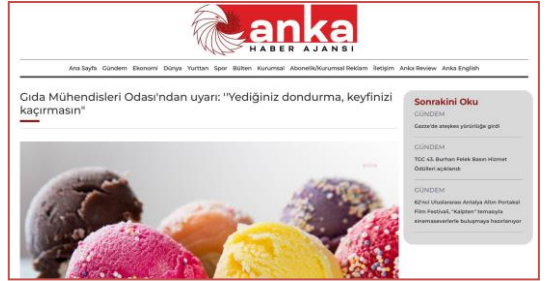 anka
HABER AJANSI
Ana Sayfa Gündem Ekonomi Dünya Yurttan Spor Bülten Kurumsal Abonelik/Kurumsal Reklam İletişim Anka Review Anka English
Gıda Mühendisleri Odası'ndan uyarı: ''Yediğiniz dondurma, keyfinizi
kaçırmasın"
Sonrakini Oku
GÜNDEM
Gazze'de ateşkes yürürlüğe girdi
GÜNDEM
TGC 43. Burhan Felek Basın Hizmet
Ödülleri açıklandı
GÜNDEM
62'nci Uluslararası Antalya Altın Portakal
Film Festivali, "Kalpten" temasıyla
sinemaseverlerle buluşmaya hazırlanıyor